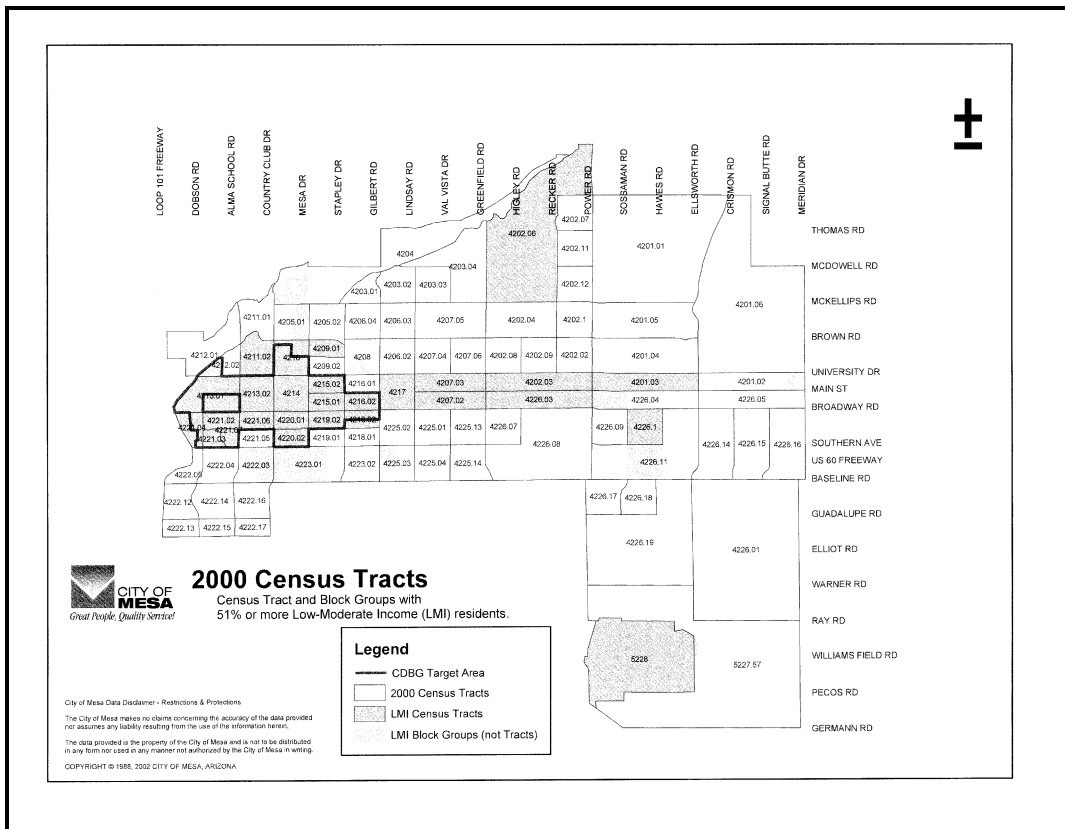 LOOP 101 FREEWAY
DOBSON RD
ALMA SCHOOL RD
COUNTRY CLUB DR
MESA DR
STAPLEY DR
GILBERT RD
LINDSAY RD
VAL VISTA DR
GREENFIELD RD
HIGLEY RD
RECKER RD
POWER RD
SOSSAMAN RD
HAWES RD
ELLSWORTH RD
CRISMON RD
SIGNAL BUTTE RD
MERIDIAN DR
4202.07
THOMAS RD
4204 4202.11 4201.01
4203.04 MCDOWELL RD
4203.01 4203.02 4203.03 4202.06 4202.12
MCKELLIPS RD
4201.06
4211.01 4205.01 4205.02 4206.04 4206.03 4207.05 4202.04 4202.1 4201.05
BROWN RD
4212.01 4212.02 4211.02 4210 4209.01 4208 4206.02 4207.04 4207.06 4202.08 4202.09 4202.02 4201.04
4209.02
UNIVERSITY DR
4215.02 4216.01 4207.03 4202.03 4201.03 4201.02
MAIN ST
4213.01 4213.02 4214 4217
4215.01 4216.02 4207.02 4226.03 4226.04 4226.05
BROADWAY RD
4221.04 4221.02 4221.06 4220.01 4219.02 4218.02 4225.02 4225.01 4225.13 4226.07 4226.09 4226.1
4221.03 4221.05 4220.02 4219.01 4218.01 4226.08 4226.14 4226.15 4226.16
SOUTHERN AVE
US 60 FREEWAY
4222.05 4222.04 4222.03 4223.01 4223.02 4225.03 4225.04 4225.14 4226.11
BASELINE RD
4222.12 4222.14 4222.16 4226.17 4226.18
GUADALUPE RD
4222.13 4222.15 4222.17
4226.19 4226.01
ELLIOT RD
WARNER RD
RAY RD
5228 5227.57
WILLIAMS FIELD RD
PECOS RD
GERMANN RD
CITY OF
MESA
Great People, Quality Service!
2000 Census Tracts
Census Tract and Block Groups with
51% or more Low-Moderate Income (LMI) residents.
Legend
CDBG Target Area
2000 Census Tracts
LMI Census Tracts
LMI Block Groups (not Tracts)
City of Mesa Data Disclaimer - Restrictions & Protections
The City of Mesa makes no claims concerning the accuracy of the data provided
nor assumes any liability resulting from the use of the information herein.
The data provided is the property of the City of Mesa and is not to be distributed
in any form nor used in any manner not authorized by the City of Mesa in writing.
COPYRIGHT © 1988, 2002 CITY OF MESA, ARIZONA